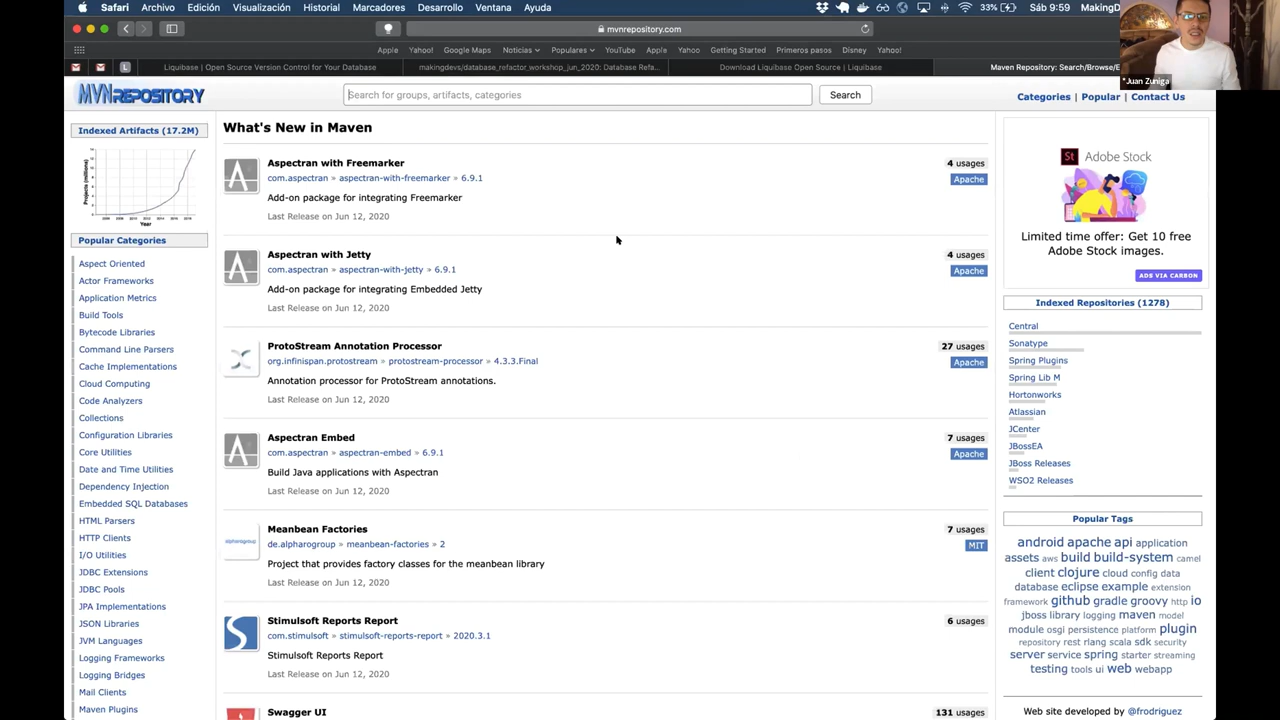 Safari Archivo Edición Visualización Historial Marcadores Desarrollo Ventana Ayuda 33% Sáb 9:59 MakingD
mvnrepository.com
Apple Yahoo! Google Maps Noticias Populares YouTube Apple Yahoo Getting Started Primeros pasos Disney Yahoo!
Liquibase | Open Source Version Control for Your Database
makingdevs/database_refactor_workshop_jun_2020: Database Refa...
Download Liquibase Open Source | Liquibase
Maven Repository: Search/Browse/E
*Juan Zuniga
MVNREPOSITORY
Search for groups, artifacts, categories
Search
Categories | Popular | Contact Us
Indexed Artifacts (17.2M)
Projects (millions)
Year
Popular Categories
Aspect Oriented
Actor Frameworks
Application Metrics
Build Tools
Bytecode Libraries
Command Line Parsers
Cache Implementations
Cloud Computing
Code Analyzers
Collections
Configuration Libraries
Core Utilities
Date and Time Utilities
Dependency Injection
Embedded SQL Databases
HTML Parsers
HTTP Clients
I/O Utilities
JDBC Extensions
JDBC Pools
JPA Implementations
JSON Libraries
JVM Languages
Logging Frameworks
Logging Bridges
Mail Clients
Maven Plugins
What's New in Maven
Aspectran with Freemarker
4 usages
com.aspectran » aspectran-with-freemarker » 6.9.1
Apache
Add-on package for integrating Freemarker
Last Release on Jun 12, 2020
Aspectran with Jetty
4 usages
com.aspectran » aspectran-with-jetty » 6.9.1
Apache
Add-on package for integrating Embedded Jetty
Last Release on Jun 12, 2020
ProtoStream Annotation Processor
27 usages
org.infinispan.protostream » protostream-processor » 4.3.3.Final
Apache
Annotation processor for ProtoStream annotations.
Last Release on Jun 12, 2020
Aspectran Embed
7 usages
com.aspectran » aspectran-embed » 6.9.1
Apache
Build Java applications with Aspectran
Last Release on Jun 12, 2020
Meanbean Factories
7 usages
de.alpharogroup » meanbean-factories » 2
MIT
Project that provides factory classes for the meanbean library
Last Release on Jun 12, 2020
Stimulsoft Reports Report
6 usages
com.stimulsoft » stimulsoft-reports-report » 2020.3.1
Stimulsoft Reports Report
Last Release on Jun 12, 2020
Swagger UI
131 usages
St Adobe Stock
Limited time offer: Get 10 free
Adobe Stock images.
ADS VIA CARBON
Indexed Repositories (1278)
Central
Sonatype
Spring Plugins
Spring Lib M
Hortonworks
Atlassian
JCenter
JBossEA
JBoss Releases
WSO2 Releases
Popular Tags
android apache api application
assets aws build build-system camel
client clojure cloud config data
database eclipse example extension
framework github gradle groovy http io
jboss library logging maven model
module osgi persistence platform plugin
repository rest rlang scala sdk security
server service spring starter streaming
testing tools ui web webapp
Web site developed by @frodriguez